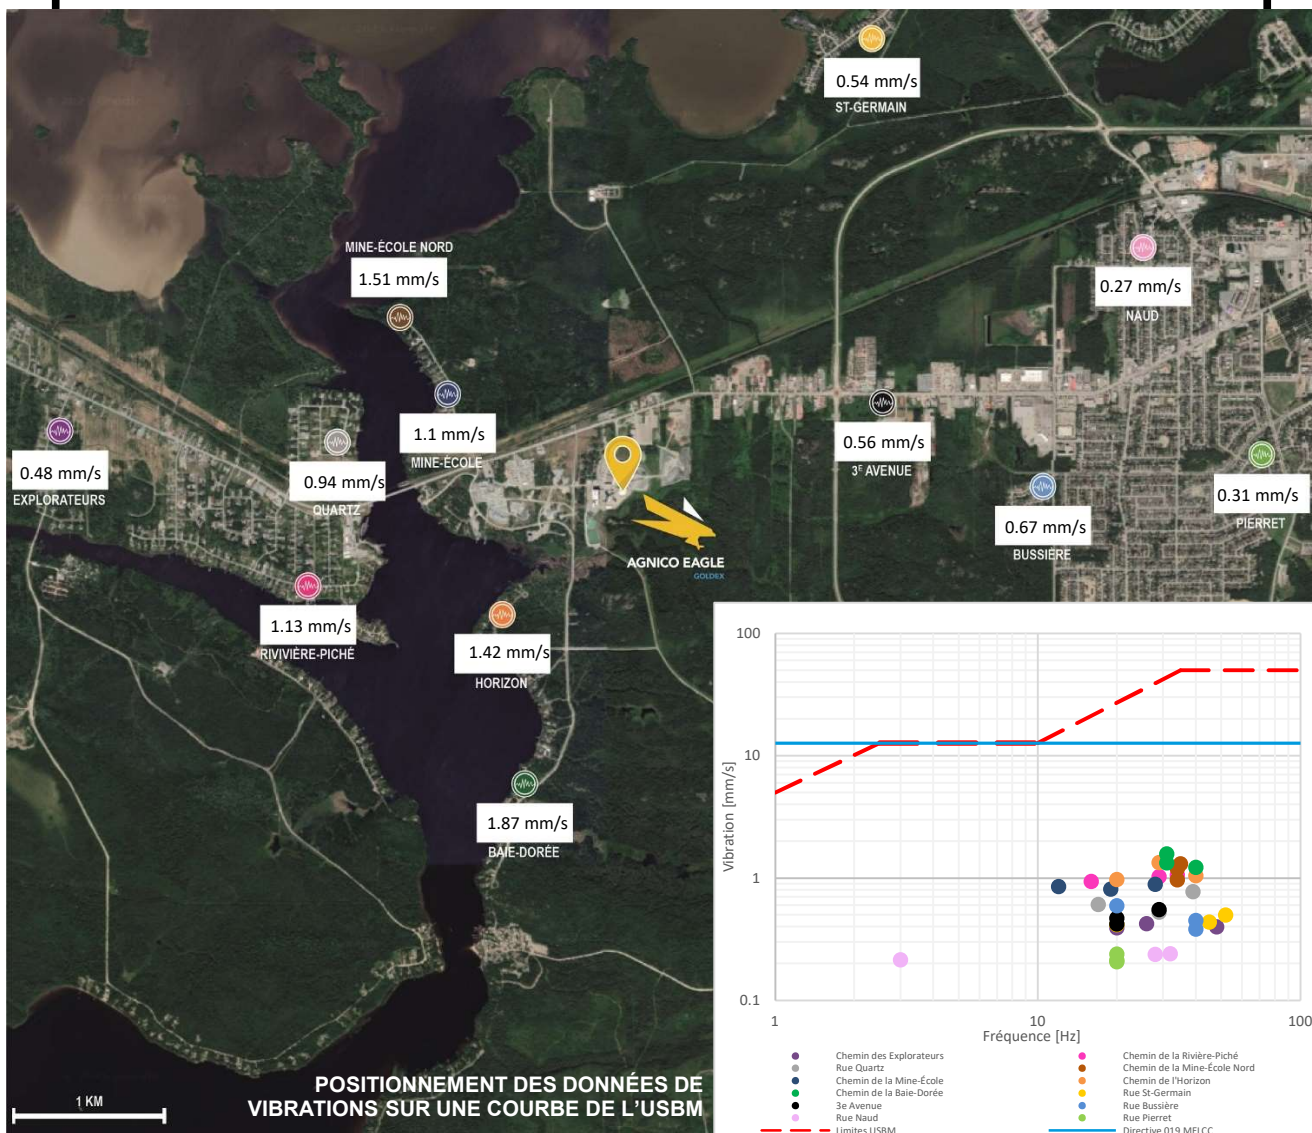 0.54 mm/s
ST-GERMAIN
MINE-ÉCOLE NORD
1.51 mm/s
0.27 mm/s
NAUD
1.1 mm/s
MINE-ÉCOLE
0.48 mm/s
EXPLORATEURS
0.94 mm/s
QUARTZ
0.56 mm/s
3E AVENUE
0.31 mm/s
PIERRET
0.67 mm/s
BUSSIÈRE
AGNICO EAGLE
GOLDEX
1.13 mm/s
RIVIVIÈRE-PICHÉ
1.42 mm/s
HORIZON
1.87 mm/s
BAIE-DORÉE
100
10
1
0.1
Vibration [mm/s]
1
10
100
Fréquence [Hz]
Chemin des Explorateurs
Chemin de la Rivière-Piché
Rue Quartz
Chemin de la Mine-École Nord
Chemin de la Mine-École
Chemin de l'Horizon
Chemin de la Baie-Dorée
Rue St-Germain
3e Avenue
Rue Bussière
Rue Naud
Rue Pierret
Limites USBM
Directive 019 MELCC
POSITIONNEMENT DES DONNÉES DE
VIBRATIONS SUR UNE COURBE DE L'USBM
1 KM